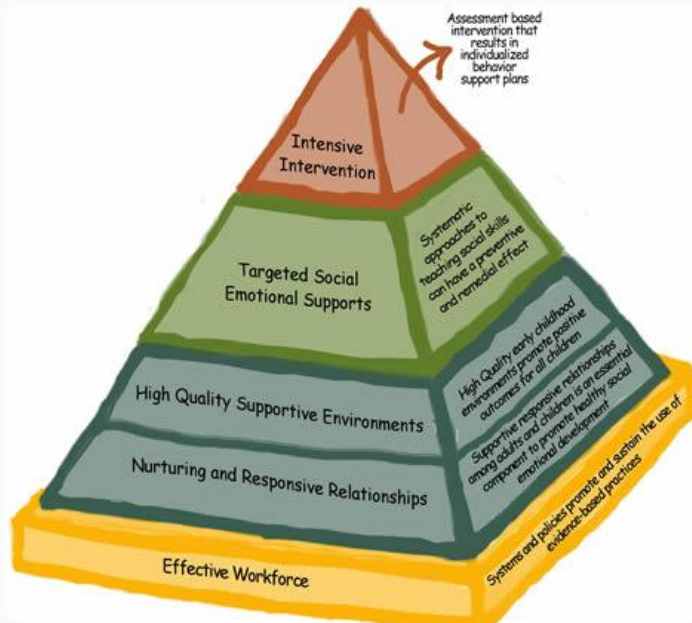 Assessment based
intervention that
results in
individualized
behavior
support plans
Intensive
Intervention
Targeted Social
Emotional Supports
Systematic
approaches to
teaching social skills
can have a preventive
and remedial effect
High Quality Supportive Environments
High Quality early childhood
environments promote positive
outcomes for all children
Nurturing and Responsive Relationships
Supportive responsive relationships
among adults and children is an essential
component to promote healthy social
emotional development
Effective Workforce
Systems and policies promote and sustain the use of
evidence-based practices